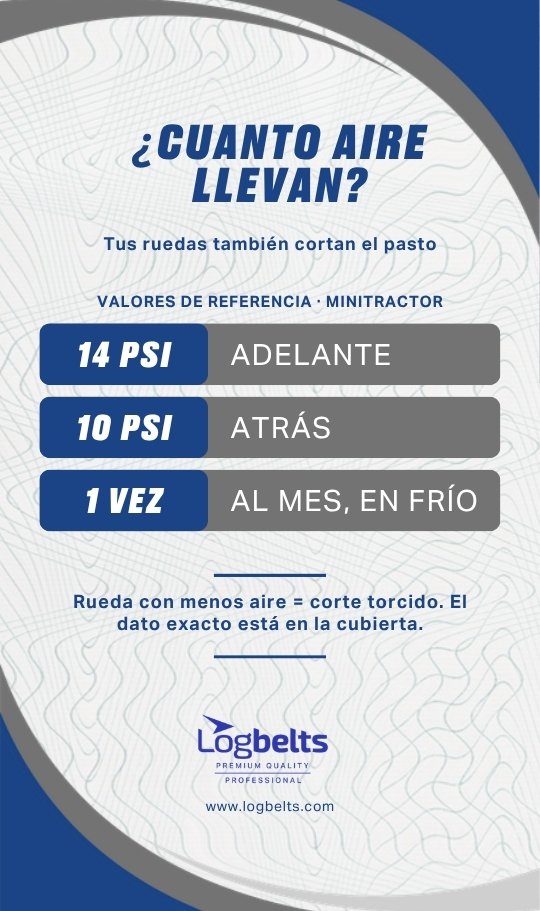 ¿CUANTO AIRE
LLEVAN?
Tus ruedas también cortan el pasto
VALORES DE REFERENCIA · MINITRACTOR
14 PSI ADELANTE
10 PSI ATRÁS
1 VEZ AL MES, EN FRÍO
Rueda con menos aire = corte torcido. El
dato exacto está en la cubierta.
Logbelts
PREMIUM QUALITY
PROFESSIONAL
www.logbelts.com